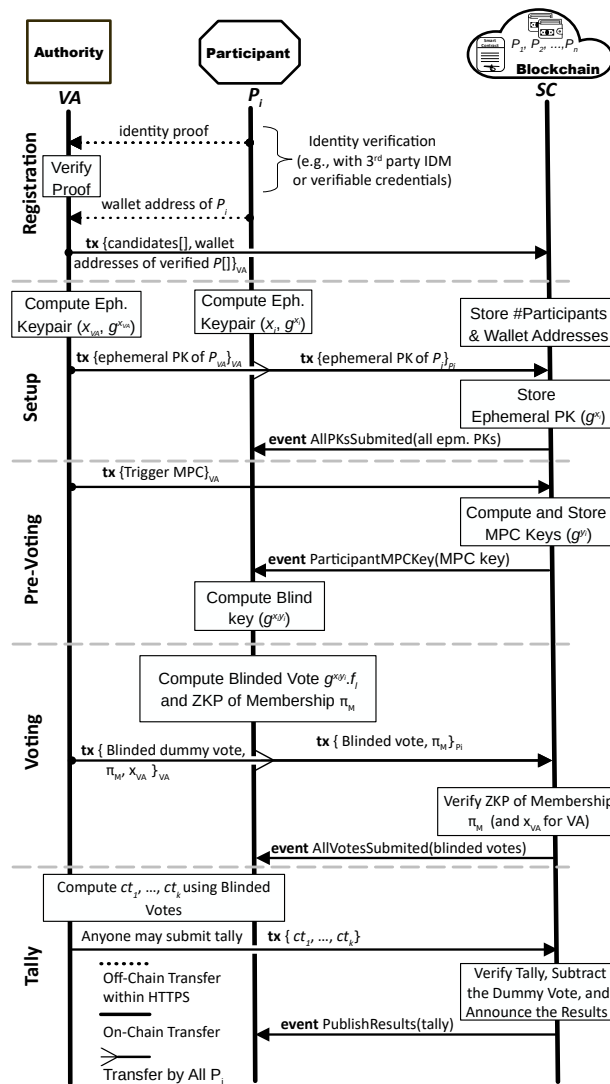 Authority
Participant
Smart
Contract
P1, P2, ...,Pn
Blockchain
VA
Pi
SC
Registration
identity proof
Verify
Proof
Identity verification
(e.g., with 3rd party IDM
or verifiable credentials)
wallet address of Pi
tx {candidates[], wallet
addresses of verified P[]}VA
Setup
Compute Eph.
Keypair (xVA, g^xVA)
Compute Eph.
Keypair (xi, g^xi)
Store #Participants
& Wallet Addresses
tx {ephemeral PK of PVA}VA
tx {ephemeral PK of Pi}Pi
Store
Ephemeral PK (g^xi)
event AllPKsSubmited(all epm. PKs)
Pre-Voting
tx {Trigger MPC}VA
Compute and Store
MPC Keys (g^yi)
event ParticipantMPCKey(MPC key)
Compute Blind
key (g^xiyi)
Voting
Compute Blinded Vote g^xiyi.fl
and ZKP of Membership πM
tx { Blinded dummy vote,
πM, xVA }VA
tx { Blinded vote, πM}Pi
Verify ZKP of Membership
πM (and xVA for VA)
event AllVotesSubmited(blinded votes)
Tally
Compute ct1, ..., ctk using Blinded
Votes
Anyone may submit tally
tx { ct1, ..., ctk}
Verify Tally, Subtract
the Dummy Vote, and
Announce the Results
event PublishResults(tally)
Off-Chain Transfer
within HTTPS
On-Chain Transfer
Transfer by All Pi